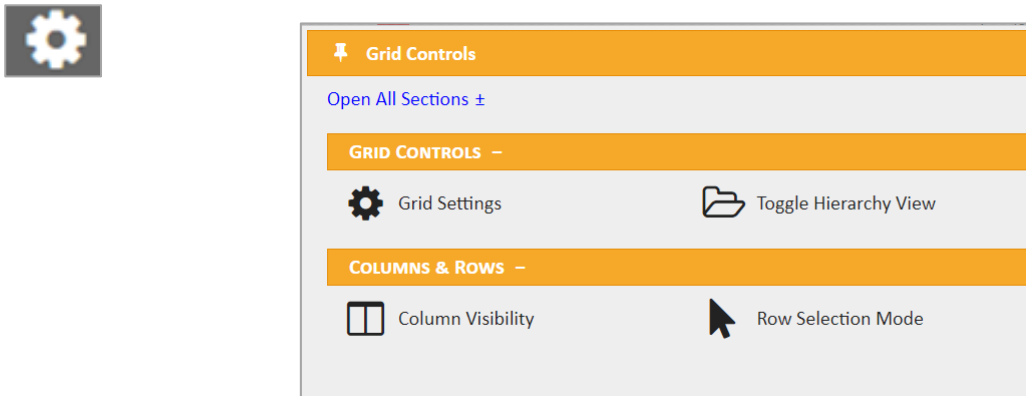 Grid Controls
Open All Sections ±
GRID CONTROLS –
Grid Settings Toggle Hierarchy View
COLUMNS & ROWS –
Column Visibility Row Selection Mode